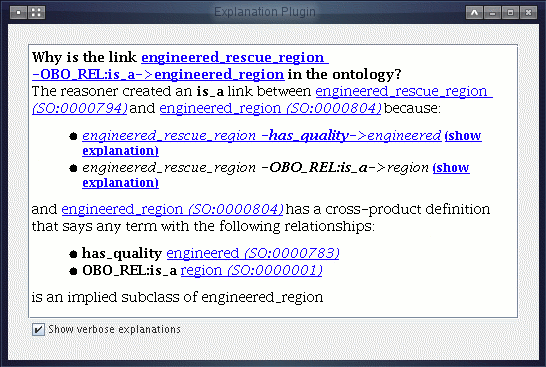 Explanation Plugin
Why is the link engineered_rescue_region
-OBO_REL:is_a->engineered_region in the ontology?
The reasoner created an is_a link between engineered_rescue_region
(SO:0000794) and engineered_region (SO:0000804) because:
● engineered_rescue_region -has_quality->engineered (show
explanation)
● engineered_rescue_region -OBO_REL:is_a->region (show
explanation)
and engineered_region (SO:0000804) has a cross-product definition
that says any term with the following relationships:
● has_quality engineered (SO:0000783)
● OBO_REL:is_a region (SO:0000001)
is an implied subclass of engineered_region
Show verbose explanations